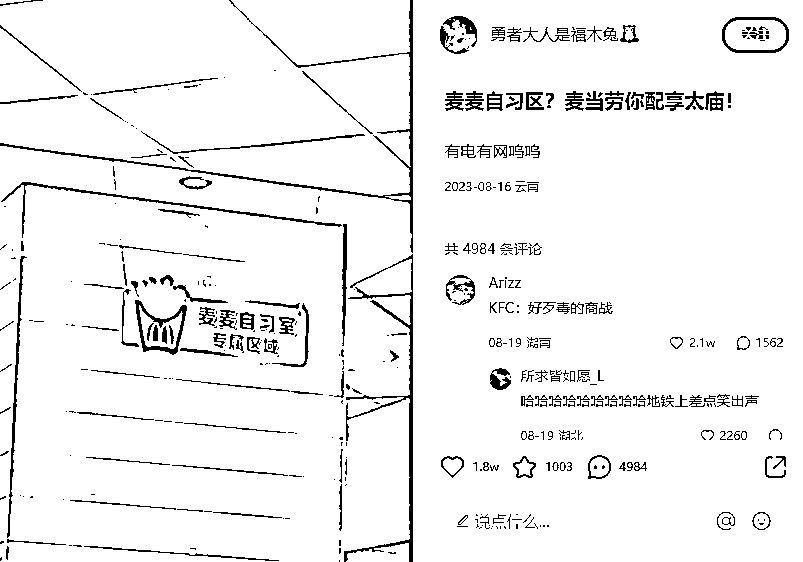 麦麦自习室
专属区域
勇者大人是福木兔
麦麦自习区?麦当劳你配享太庙!
有电有网呜呜
2023-08-16 云南
共 4984 条评论
Arizz
KFC:好歹毒的商战
08-19 湖南
2.1w
1562
所求皆如愿_L
哈哈哈哈哈哈哈哈哈地铁上差点笑出声
08-19 湖北
2260
1.8w
1003
4984
说点什么...